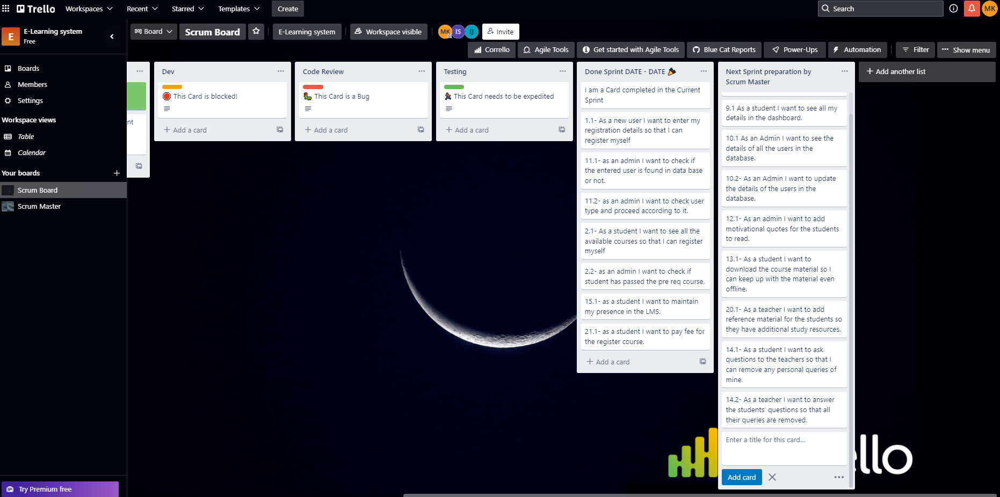 Trello
Workspaces
Recent
Starred
Templates
Create
Search
MK
E
E-Learning system
Free
Board
Scrum Board
E-Learning system
Workspace visible
MK
IS
IJ
Invite
Corrello
Agile Tools
Get started with Agile Tools
Blue Cat Reports
Power-Ups
Automation
Filter
Show menu
Boards
Members
Settings
Workspace views
Table
Calendar
Your boards
Scrum Board
Scrum Master
Try Premium free
nt
Dev
This Card is blocked!
Add a card
Code Review
This Card is a Bug
Add a card
Testing
This Card needs to be expedited
Add a card
Done Sprint DATE - DATE
I am a Card completed in the Current
Sprint
1.1- As a new user I want to enter my
registration details so that I can
register myself
11.1- as an admin I want to check if
the entered user is found in data base
or not.
11.2- as an admin I want to check user
type and proceed according to it.
2.1- As a student I want to see all the
available courses so that I can register
myself
2.2- as an admin I want to check if
student has passed the pre req course.
15.1- as a student I want to maintain
my presence in the LMS.
21.1- as a student I want to pay fee for
the register course.
Add a card
Next Sprint preparation by
Scrum Master
9.1 As a student I want to see all my
details in the dashboard.
10.1 As an Admin I want to see the
details of all the users in the
database.
10.2- As an Admin I want to update
the details of the users in the
database.
12.1- As an admin I want to add
motivational quotes for the students
to read.
13.1- As a student I want to
download the course material so I
can keep up with the material even
offline.
20.1- As a teacher I want to add
reference material for the students so
they have additional study resources.
14.1- As a student I want to ask
questions to the teachers so that I
can remove any personal queries of
mine.
14.2- As a teacher I want to answer
the students' questions so that all
their queries are removed.
Enter a title for this card...
Add card
Add another list
llo